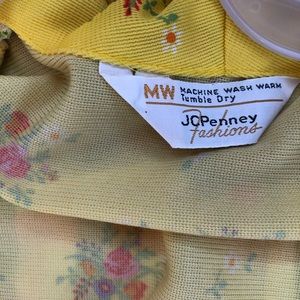 MW MACHINE WASH WARM
Tumble Dry
JCPenney
Fashions